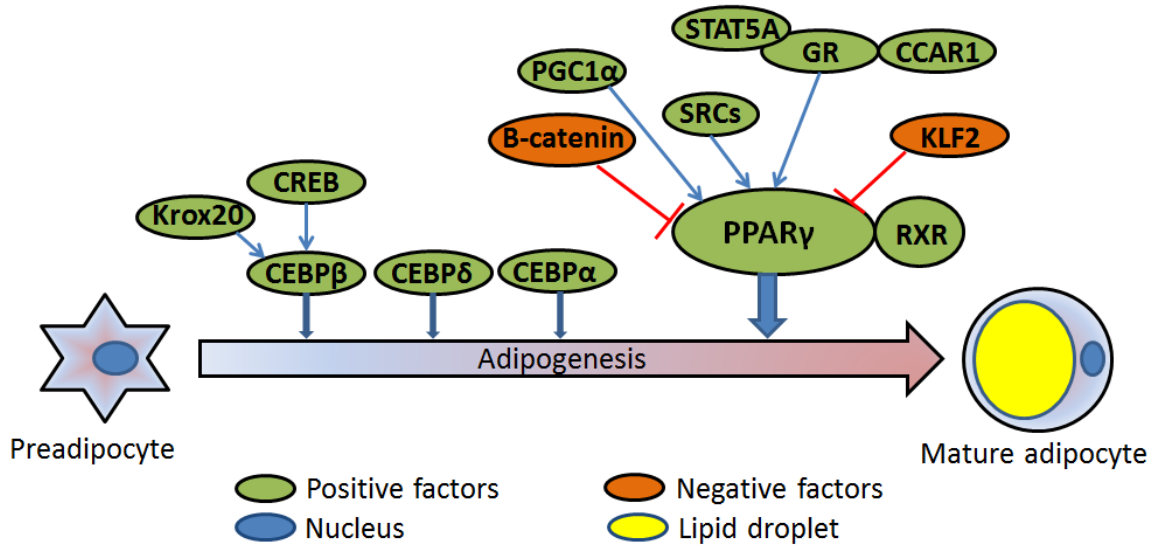 STAT5A
GR
CCAR1
PGC1α
SRCs
B-catenin
KLF2
CREB
Krox20
PPARγ
RXR
CEBPβ
CEBPδ
CEBPα
Adipogenesis
Preadipocyte
Mature adipocyte
Positive factors
Negative factors
Nucleus
Lipid droplet